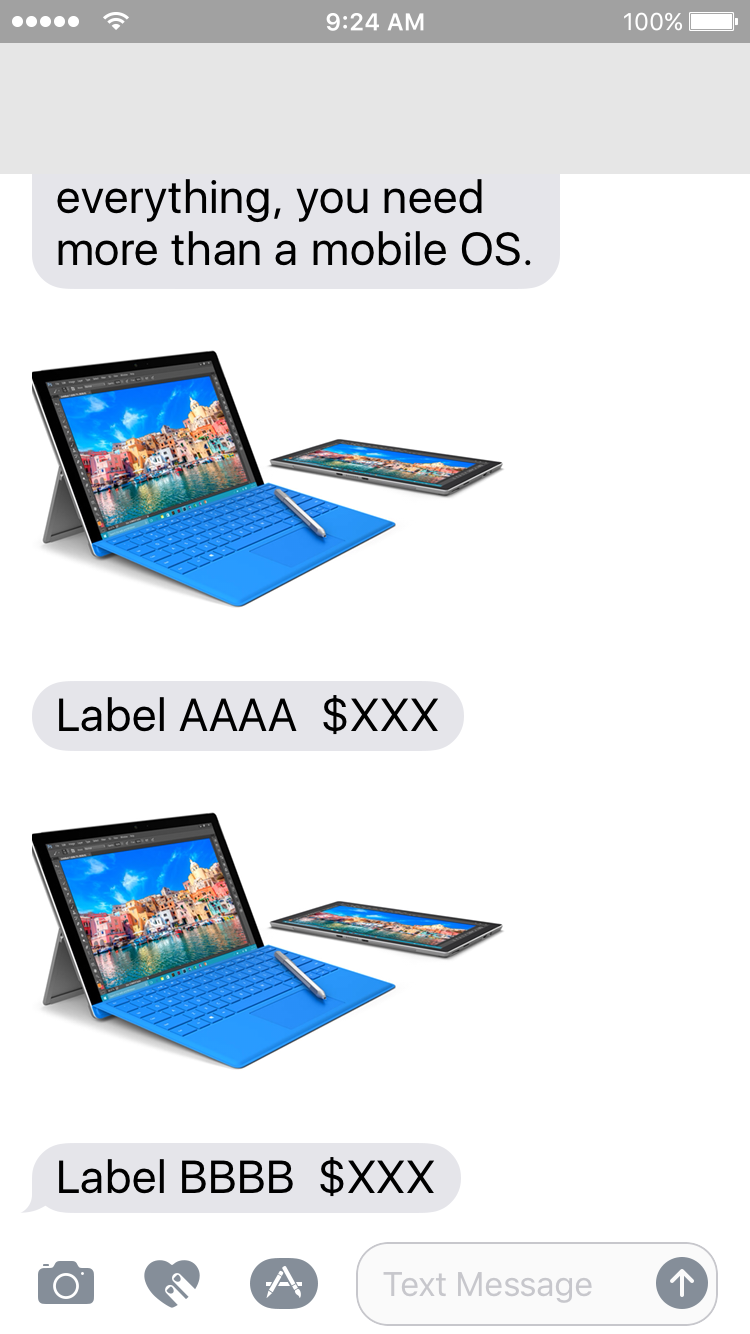 9:24 AM
100%
everything, you need
more than a mobile OS.
Label AAAA  $XXX
Label BBBB  $XXX
Text Message